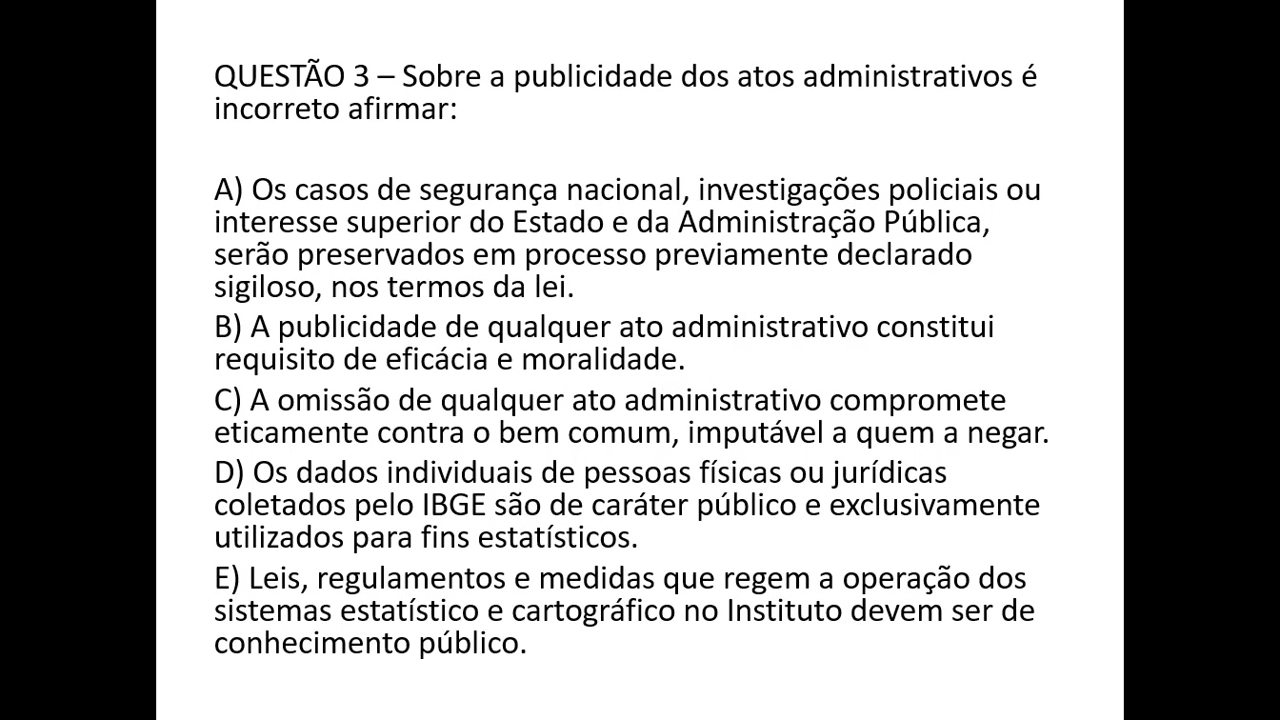 QUESTÃO 3 – Sobre a publicidade dos atos administrativos é
incorreto afirmar:
A) Os casos de segurança nacional, investigações policiais ou
interesse superior do Estado e da Administração Pública,
serão preservados em processo previamente declarado
sigiloso, nos termos da lei.
B) A publicidade de qualquer ato administrativo constitui
requisito de eficácia e moralidade.
C) A omissão de qualquer ato administrativo compromete
eticamente contra o bem comum, imputável a quem a negar.
D) Os dados individuais de pessoas físicas ou jurídicas
coletados pelo IBGE são de caráter público e exclusivamente
utilizados para fins estatísticos.
E) Leis, regulamentos e medidas que regem a operação dos
sistemas estatístico e cartográfico no Instituto devem ser de
conhecimento público.